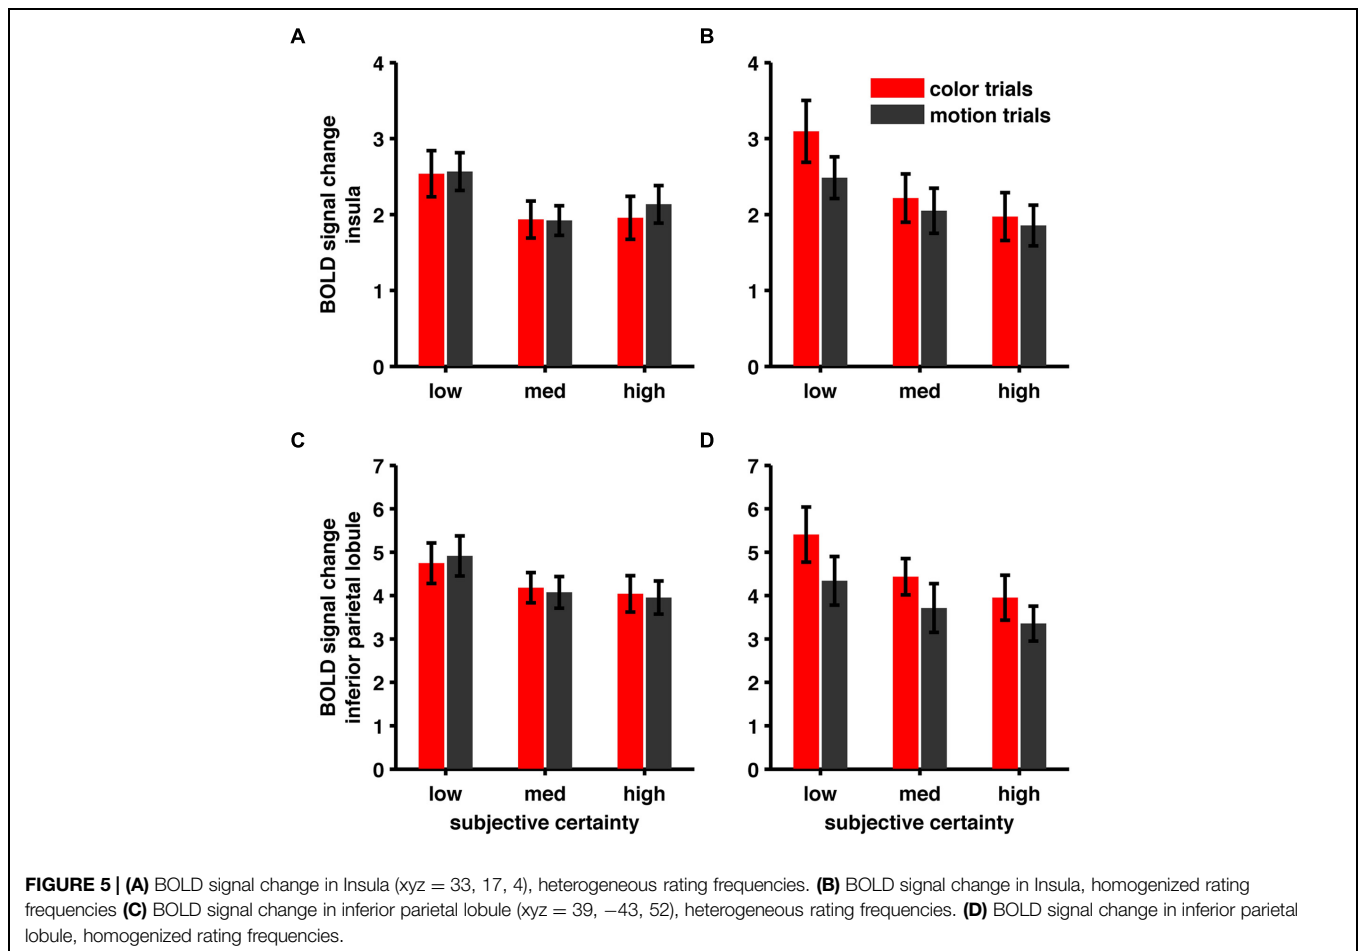 A
B
4
3
2
1
0
BOLD signal change
insula
low
med
high
4
3
2
1
0
color trials
motion trials
low
med
high
C
D
7
6
5
4
3
2
1
0
BOLD signal change
inferior parietal lobule
low
med
high
subjective certainty
7
6
5
4
3
2
1
0
low
med
high
subjective certainty
FIGURE 5 | (A) BOLD signal change in Insula (xyz = 33, 17, 4), heterogeneous rating frequencies. (B) BOLD signal change in Insula, homogenized rating
frequencies (C) BOLD signal change in inferior parietal lobule (xyz = 39, −43, 52), heterogeneous rating frequencies. (D) BOLD signal change in inferior parietal
lobule, homogenized rating frequencies.